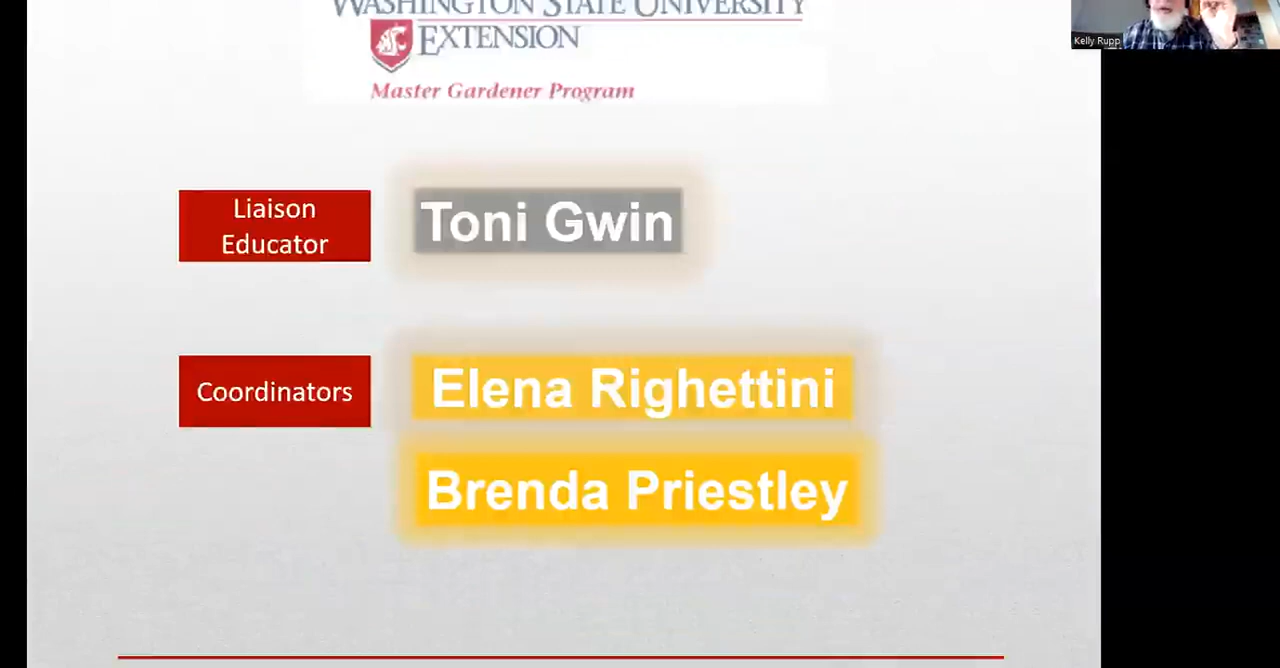 WASHINGTON STATE UNIVERSITY
EXTENSION
Master Gardener Program
Kelly Rupp
Liaison
Educator
Toni Gwin
Coordinators
Elena Righettini
Brenda Priestley